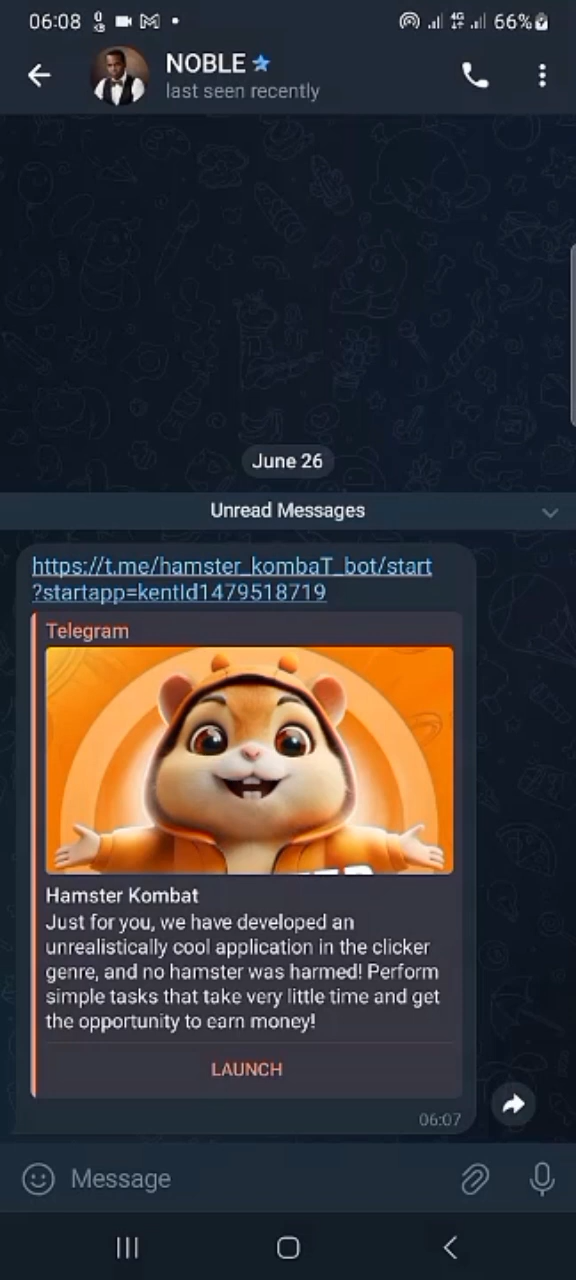 06:08
4G
66%
NOBLE
last seen recently
June 26
Unread Messages
https://t.me/hamster_kombaT_bot/start
?startapp=kentId1479518719
Telegram
Hamster Kombat
Just for you, we have developed an
unrealistically cool application in the clicker
genre, and no hamster was harmed! Perform
simple tasks that take very little time and get
the opportunity to earn money!
LAUNCH
06:07
Message